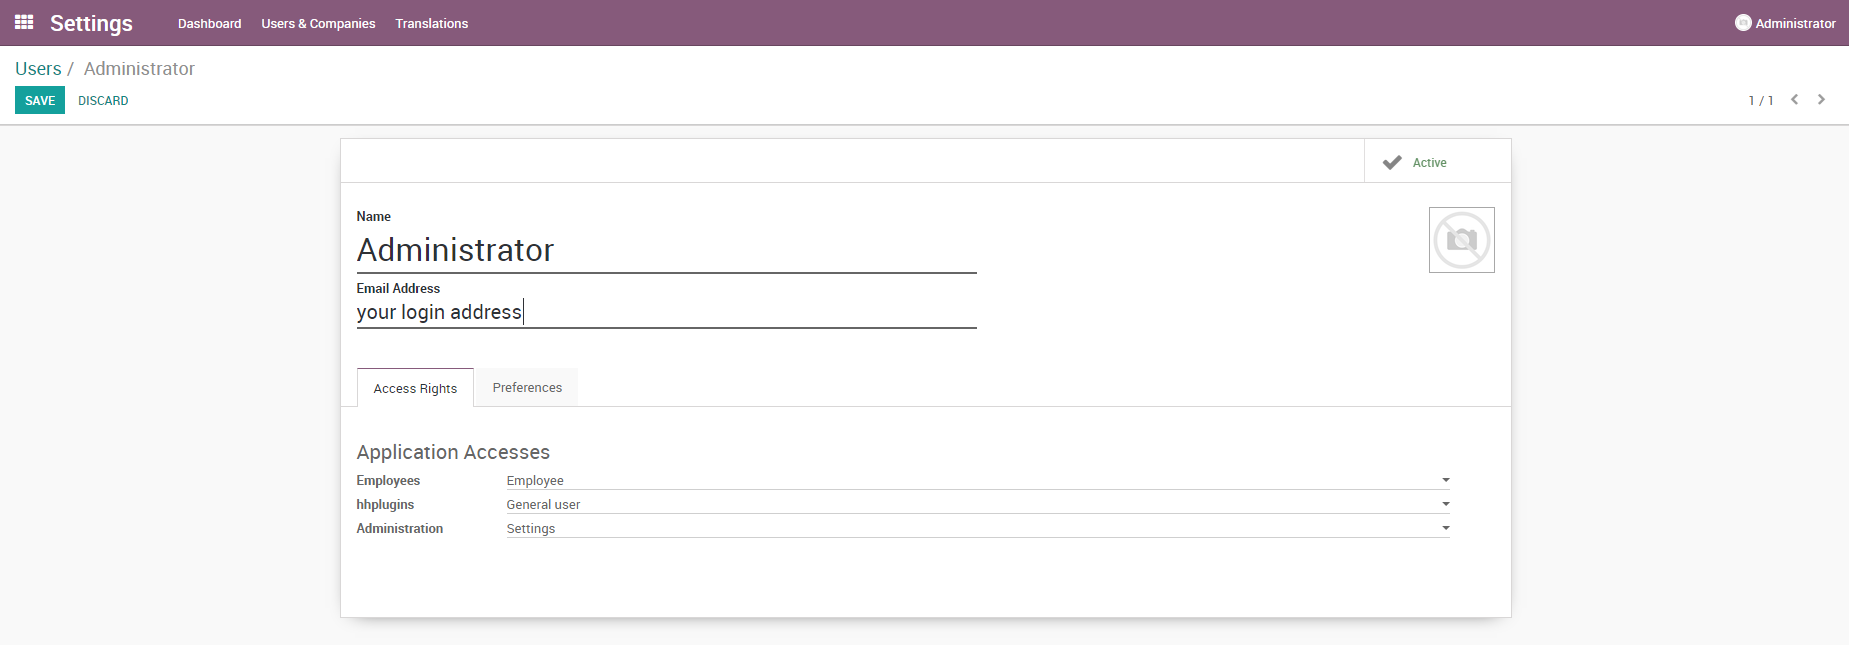 Settings Dashboard Users & Companies Translations Administrator
Users / Administrator
SAVE DISCARD 1 / 1
Active
Name
Administrator
Email Address
your login address
Access Rights Preferences
Application Accesses
Employees Employee
hhplugins General user
Administration Settings